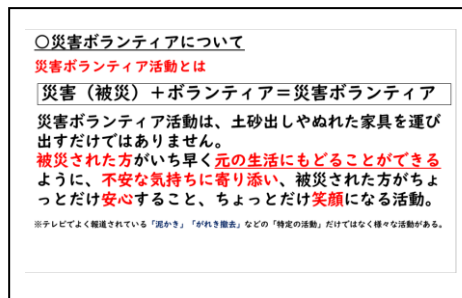 ○災害ボランティアについて
災害ボランティア活動とは
災害（被災）＋ボランティア＝災害ボランティア
災害ボランティア活動は、土砂出しやぬれた家具を運び
出すだけではありません。
被災された方がいち早く元の生活にもどることができる
ように、不安な気持ちに寄り添い、被災された方がちょ
っとだけ安心すること、ちょっとだけ笑顔になる活動。
※テレビでよく報道されている「泥かき」「がれき撤去」などの「特定の活動」だけではなく様々な活動がある。